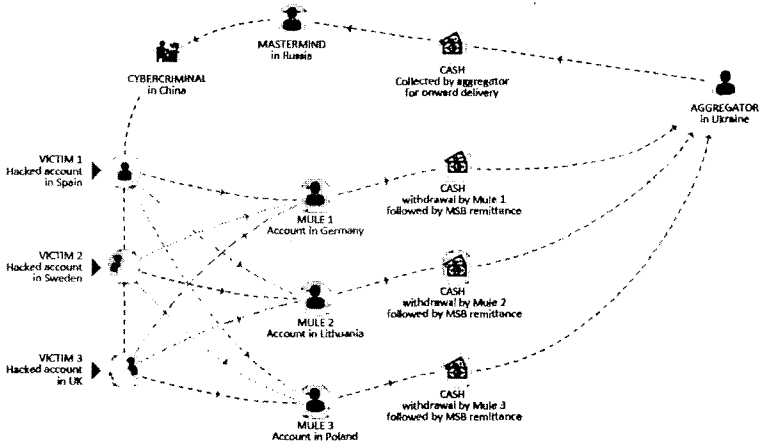 MASTERMIND
in Russia
CASH
Collected by aggregator
for onward delivery
CYBERCRIMINAL
in China
AGGREGATOR
in Ukraine
VICTIM 1
Hacked account
in Spain
MULE 1
Account in Germany
CASH
withdrawal by Mule 1
followed by MSB remittance
VICTIM 2
Hacked account
in Sweden
MULE 2
Account in Lithuania
CASH
withdrawal by Mule 2
followed by MSB remittance
VICTIM 3
Hacked account
in UK
MULE 3
Account in Poland
CASH
withdrawal by Mule 3
followed by MSB remittance